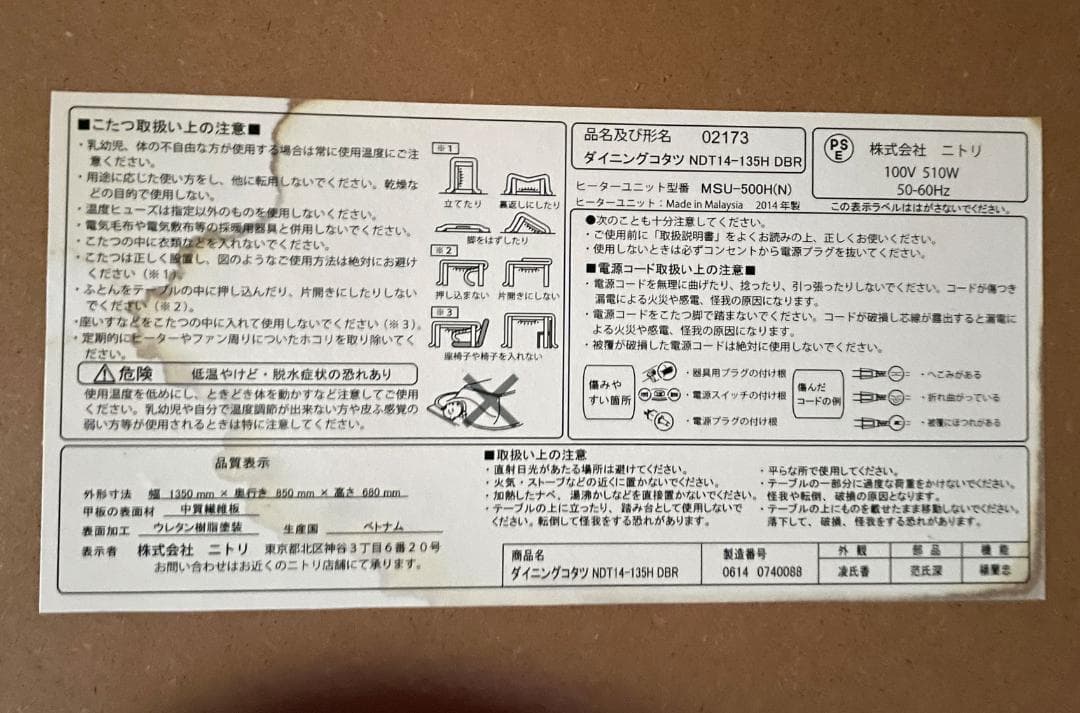 ■こたつ取扱い上の注意■
・乳幼児、体の不自由な方が使用する場合は常に使用温度にご注
意ください。
・用途に応じた使い方をし、他に転用しないでください。乾燥な
どの目的で使用しない。
・温度ヒューズは指定以外のものを使用しないください。
・電気毛布や電気敷布等の採暖用器具と併用しないでください。
・こたつの中に衣類などを入れないでください。
・こたつは正しく設置し、図のようなご使用方法は絶対にお避け
ください（※1）。
・ふとんをテーブルの中に押し込んだり、片開きにしたりしない
でください（※2）。
・座いすなどをこたつの中に入れて使用しないでください（※3）。
・定期的にヒーターやファン周りについたホコリを取り除いてく
ださい。
※1
立てたり
裏返しにしたり
脚をはずしたり
※2
押し込まない
片開きにしない
※3
座椅子や椅子を入れない
危険 低温やけど・脱水症状の恐れあり
使用温度を低めにし、ときどき体を動かすなど注意してご使用
ください。乳幼児や自分で温度調節が出来ない方や皮ふ感覚の
弱い方等が使用されるときは特に注意してください。
品名及び形名 02173
ダイニングコタツ NDT14-135H DBR
ヒーターユニット型番 MSU-500H(N)
ヒーターユニット：Made in Malaysia 2014年製
PS
E
株式会社 ニトリ
100V 510W
50-60Hz
この表示ラベルははがさないでください。
●次のことも十分注意してください。
・ご使用前に「取扱説明書」をよくお読みの上、正しくお使いください。
・使用しないときは必ずコンセントから電源プラグを抜いてください。
■電源コード取扱い上の注意■
・電源コードを無理に曲げたり、捻ったり、引っ張ったりしないでください。コードが傷つき
漏電による火災や感電、怪我の原因になります。
・電源コードをこたつ脚で踏まないでください。コードが破損し芯線が露出すると漏電に
よる火災や感電、怪我の原因になります。
・被覆が破損した電源コードは絶対に使用しないでください。
傷みや
すい箇所
・器具用プラグの付け根
・電源スイッチの付け根
・電源プラグの付け根
傷んだ
コードの例
・へこみがある
・折れ曲がっている
・被覆にほつれがある
品質表示
外形寸法 幅 1350mm × 奥行き 850mm × 高さ 680mm
甲板の表面材 中質繊維板
表面加工 ウレタン樹脂塗装 生産国 ベトナム
表示者 株式会社 ニトリ 東京都北区神谷3丁目6番20号
お問い合わせはお近くのニトリ店舗にて承ります。
■取扱い上の注意
・直射日光があたる場所は避けてください。
・火気・ストーブなどの近くに置かないでください。
・加熱したナベ、湯沸かしなどを直接置かないでください。
・テーブルの上に立ったり、踏み台として使用しないで
ください。転倒して怪我をする恐れがあります。
・平らな所で使用してください。
・テーブルの一部分に過度な荷重をかけないでください。
怪我や転倒、破損の原因となります。
・テーブルの上にものを載せたまま移動しないでください。
落下して、破損、怪我をする恐れがあります。
商品名
ダイニングコタツ NDT14-135H DBR
製造番号
0614 0740088
外観
凌氏香
部品
范氏深
機能